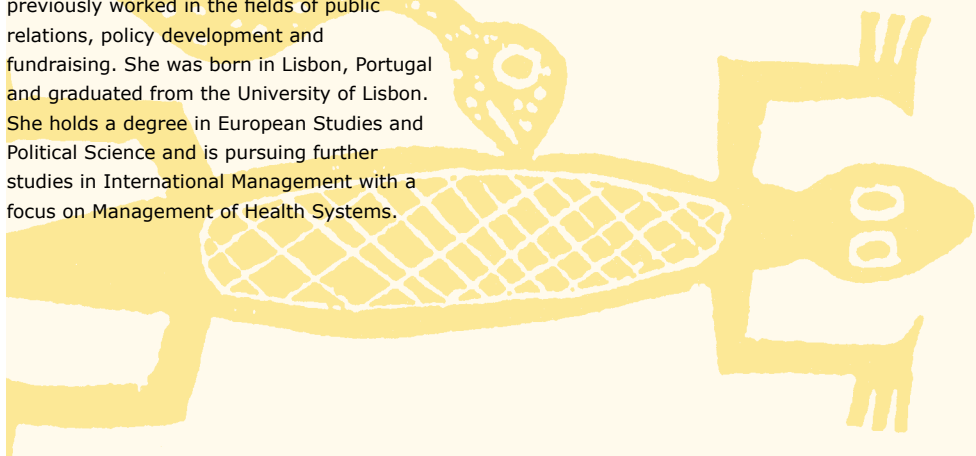 previously worked in the fields of public
relations, policy development and
fundraising. She was born in Lisbon, Portugal
and graduated from the University of Lisbon.
She holds a degree in European Studies and
Political Science and is pursuing further
studies in International Management with a
focus on Management of Health Systems.